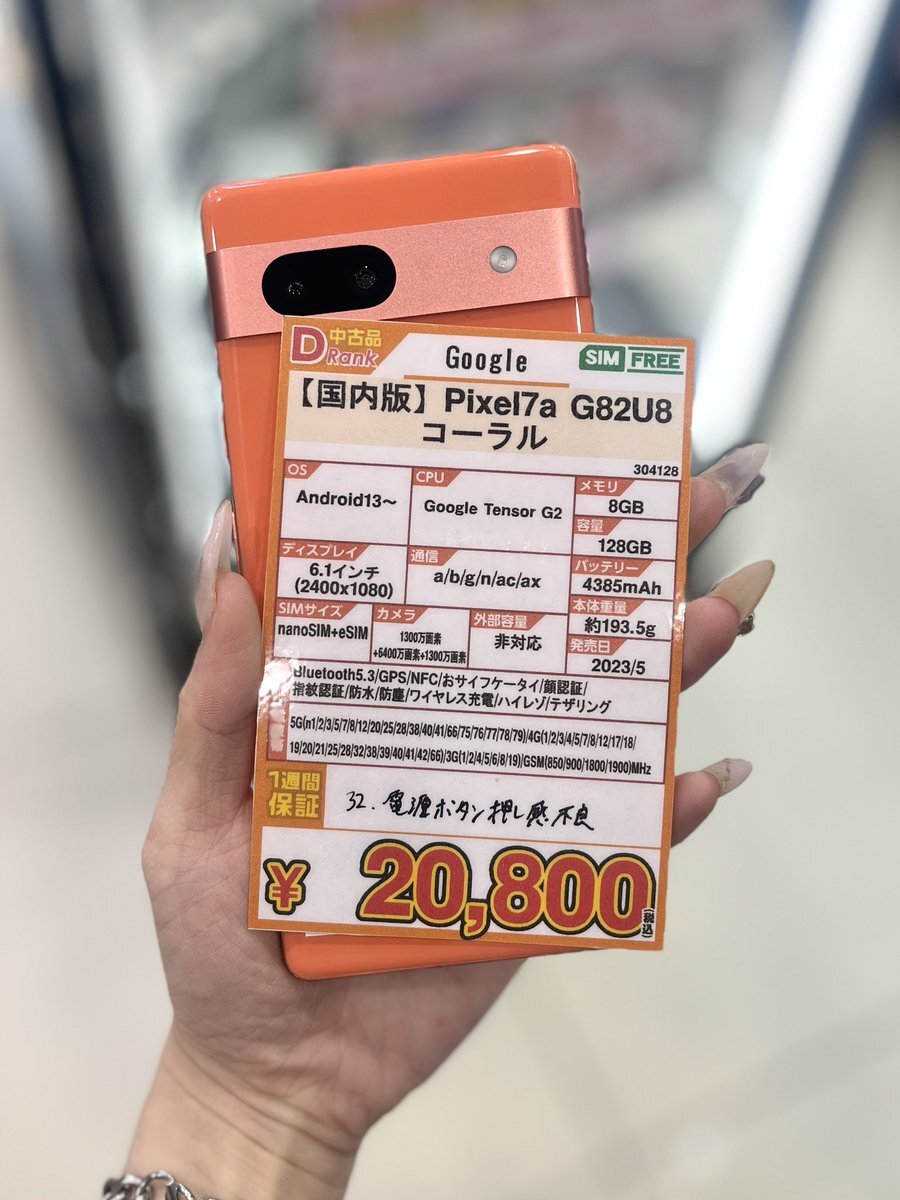 D 中古品
Rank
Google
SIM FREE
【国内版】Pixel7a G82U8
コーラル
304128
OS
Android13～
CPU
Google Tensor G2
メモリ
8GB
容量
128GB
ディスプレイ
6.1インチ
(2400x1080)
通信
a/b/g/n/ac/ax
バッテリー
4385mAh
SIMサイズ
nanoSIM+eSIM
カメラ
1300万画素
+6400万画素+1300万画素
外部容量
非対応
本体重量
約193.5g
発売日
2023/5
Bluetooth5.3/GPS/NFC/おサイフケータイ/顔認証/
指紋認証/防水/防塵/ワイヤレス充電/ハイレゾ/テザリング
5G(n1/2/3/5/7/8/12/20/25/28/38/40/41/66/75/76/77/78/79)/4G(1/2/3/4/5/7/8/12/17/18/
19/20/21/25/28/32/38/39/40/41/42/66)/3G(1/2/4/5/6/8/19)/GSM(850/900/1800/1900)MHz
1週間
保証
32. 電源ボタン押し感不良
¥ 20,800 (税込)